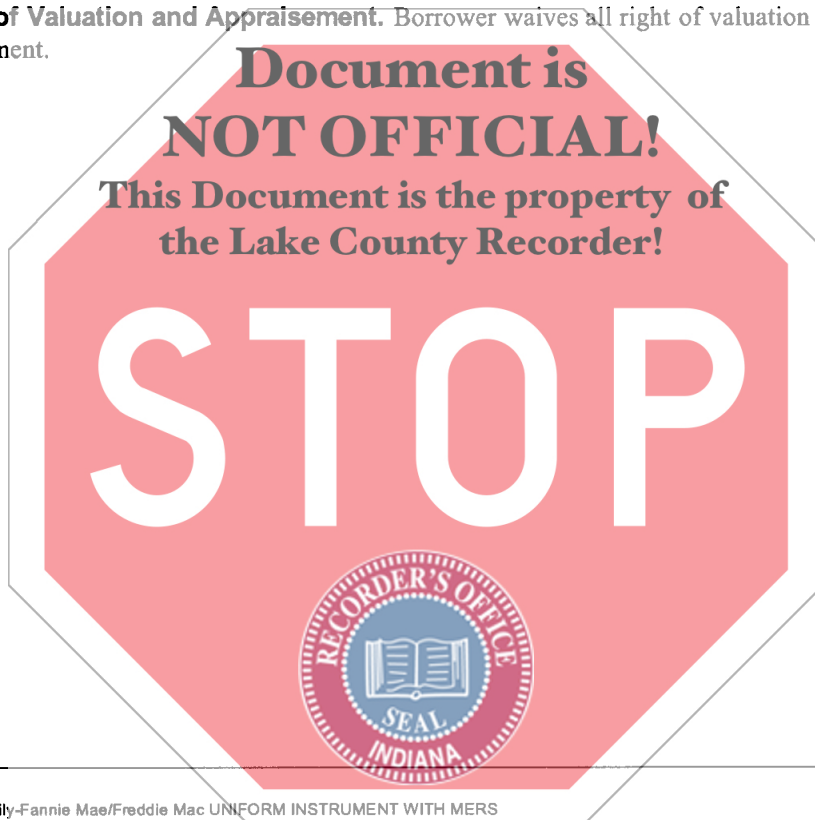 of Valuation and Appraisement. Borrower waives all right of valuation
ment.
Document is
NOT OFFICIAL!
This Document is the property of
the Lake County Recorder!
STOP
RECORDER'S OFFICE
SEAL
INDIANA
ily-Fannie Mae/Freddie Mac UNIFORM INSTRUMENT WITH MERS